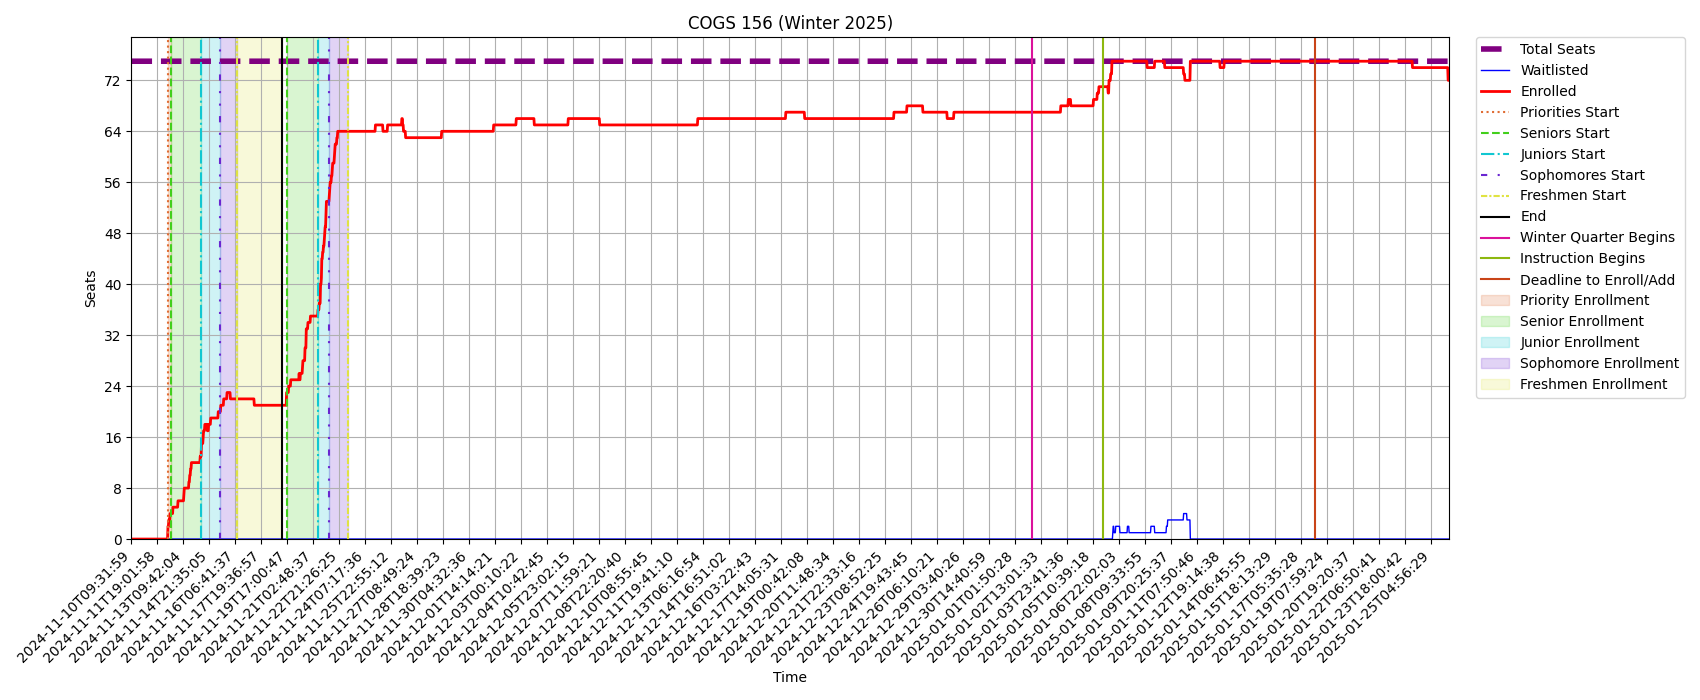 COGS 156 (Winter 2025)
Seats
72
64
56
48
40
32
24
16
8
0
2024-11-10T09:31:59
2024-11-11T19:01:58
2024-11-13T09:42:04
2024-11-14T21:35:05
2024-11-16T06:41:37
2024-11-17T19:36:57
2024-11-19T17:00:47
2024-11-21T02:48:37
2024-11-22T21:26:25
2024-11-24T07:17:36
2024-11-25T22:55:12
2024-11-27T08:49:24
2024-11-28T18:39:23
2024-11-30T04:32:36
2024-12-01T14:14:21
2024-12-03T00:10:22
2024-12-04T10:42:45
2024-12-05T23:02:15
2024-12-07T11:59:21
2024-12-08T22:20:40
2024-12-10T08:55:45
2024-12-11T19:41:10
2024-12-13T06:16:54
2024-12-14T16:51:02
2024-12-16T03:22:43
2024-12-17T14:05:31
2024-12-19T00:42:08
2024-12-20T11:48:34
2024-12-21T22:33:16
2024-12-23T08:52:25
2024-12-24T19:43:45
2024-12-26T06:10:21
2024-12-29T03:40:26
2024-12-30T14:40:59
2025-01-01T01:50:28
2025-01-02T13:01:33
2025-01-03T23:41:36
2025-01-05T10:39:18
2025-01-06T22:02:03
2025-01-08T09:33:55
2025-01-09T20:25:37
2025-01-11T07:50:46
2025-01-12T19:14:38
2025-01-14T06:45:55
2025-01-15T18:13:29
2025-01-17T05:35:28
2025-01-19T07:59:24
2025-01-20T19:20:37
2025-01-22T06:50:41
2025-01-23T18:00:42
2025-01-25T04:56:29
Time
Total Seats
Waitlisted
Enrolled
Priorities Start
Seniors Start
Juniors Start
Sophomores Start
Freshmen Start
End
Winter Quarter Begins
Instruction Begins
Deadline to Enroll/Add
Priority Enrollment
Senior Enrollment
Junior Enrollment
Sophomore Enrollment
Freshmen Enrollment